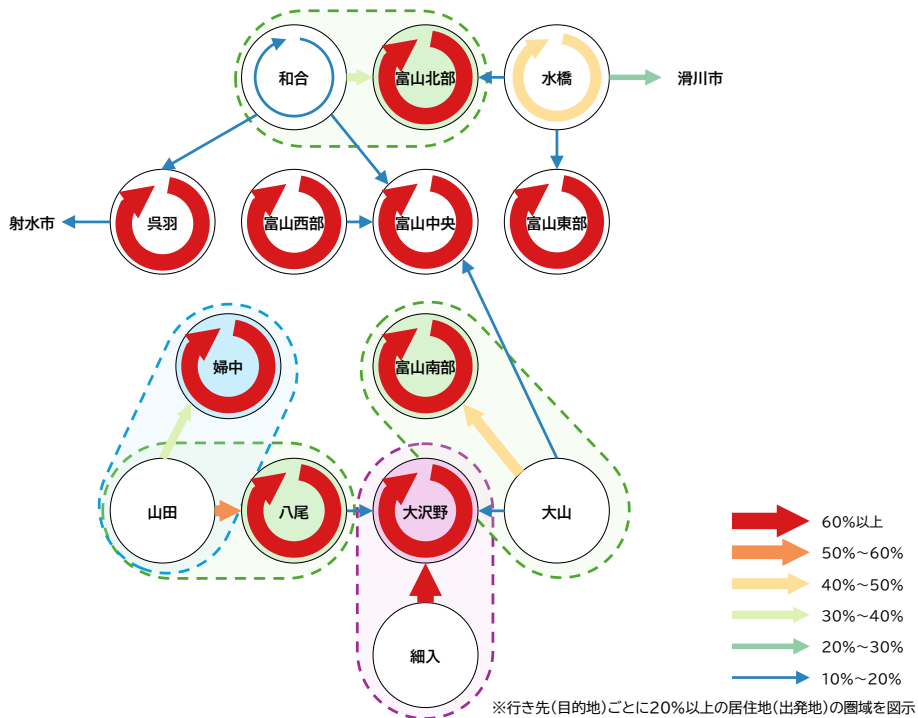 和合
富山北部
水橋
滑川市
射水市
呉羽
富山西部
富山中央
富山東部
婦中
富山南部
山田
八尾
大沢野
大山
細入
60%以上
50%～60%
40%～50%
30%～40%
20%～30%
10%～20%
※行き先(目的地)ごとに20%以上の居住地(出発地)の圏域を図示